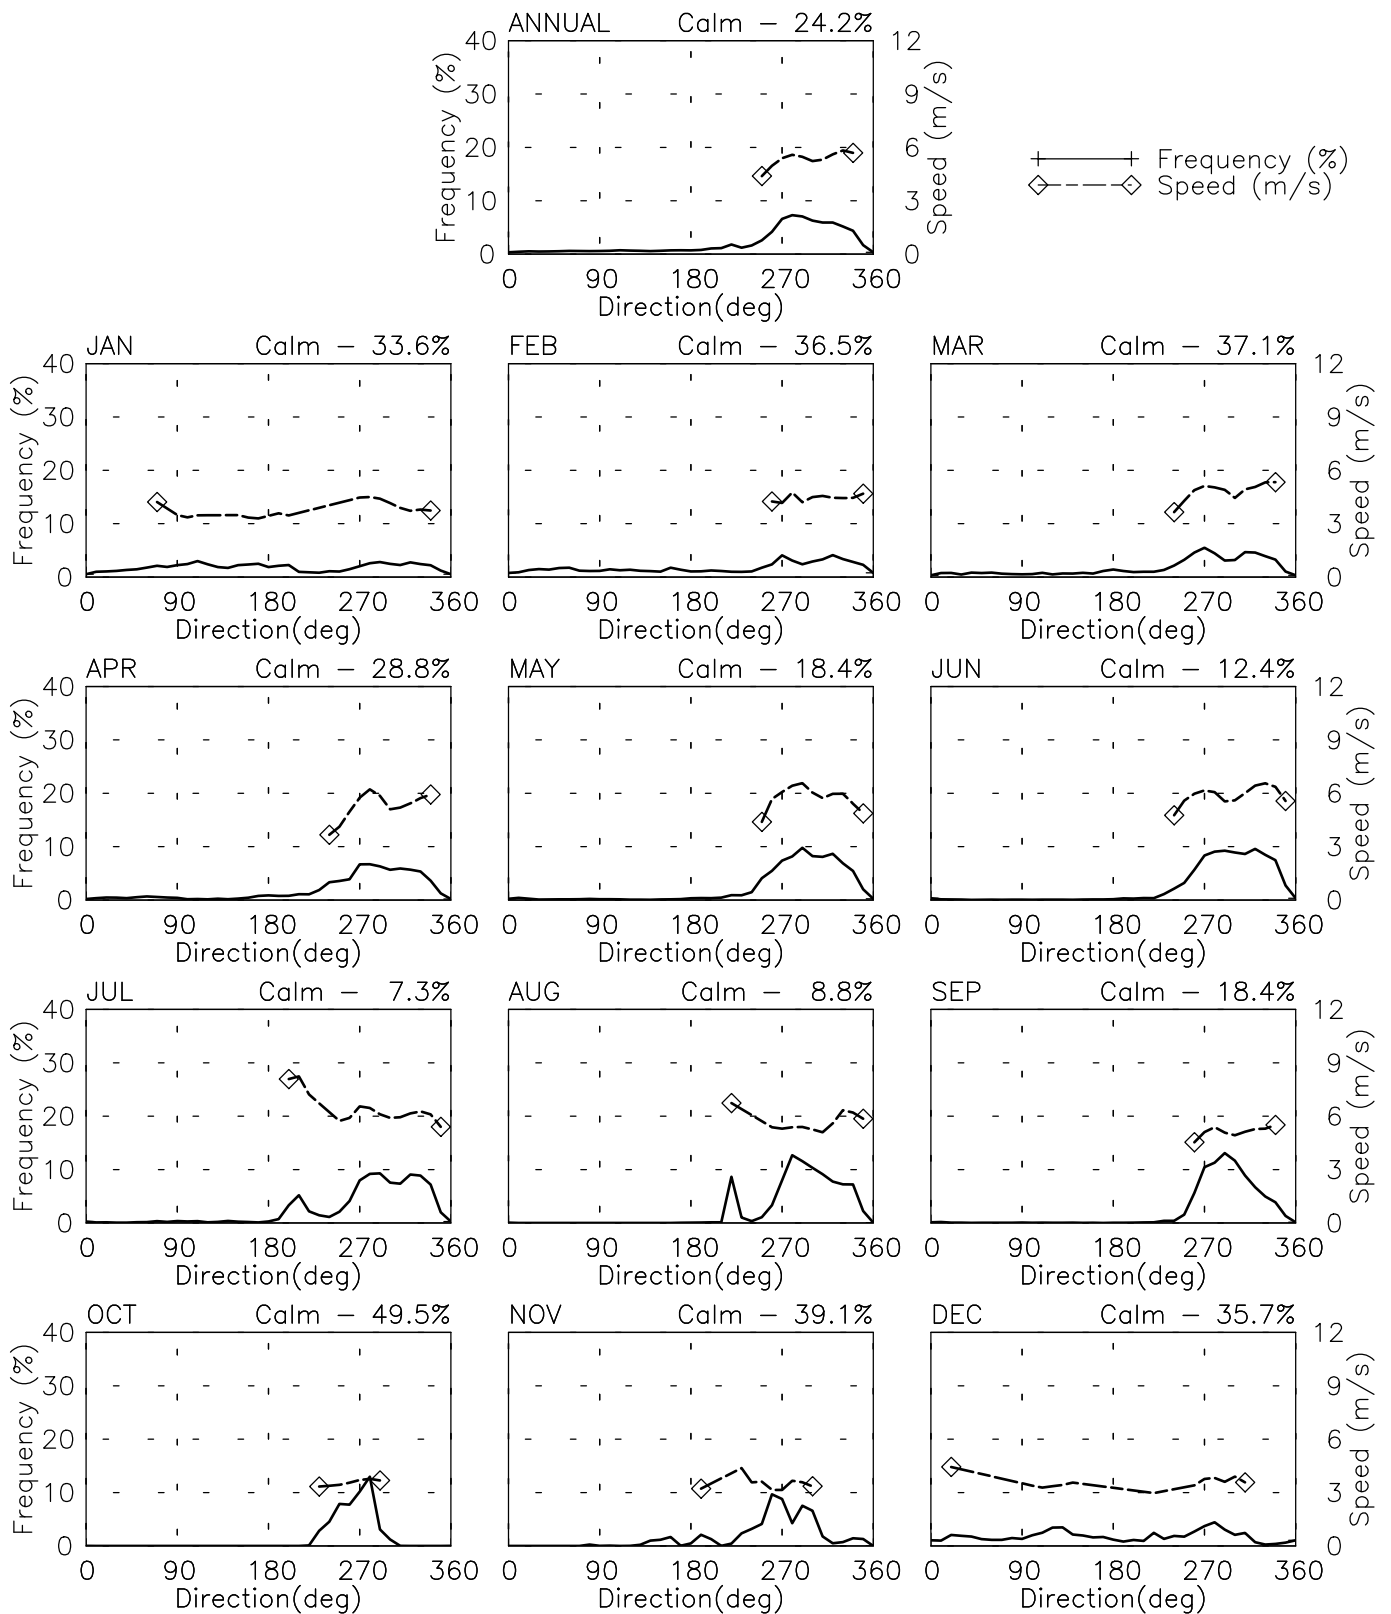 ANNUAL Calm – 24.2%
40 30 20 10 0
Frequency (%)
12 9 6 3 0
Speed (m/s)
0 90 180 270 360
Direction(deg)
Frequency (%)
Speed (m/s)
JAN Calm – 33.6%
FEB Calm – 36.5%
MAR Calm – 37.1%
40 30 20 10 0
Frequency (%)
12 9 6 3 0
Speed (m/s)
0 90 180 270 360
0 90 180 270 360
0 90 180 270 360
Direction(deg)
Direction(deg)
Direction(deg)
APR Calm – 28.8%
MAY Calm – 18.4%
JUN Calm – 12.4%
40 30 20 10 0
Frequency (%)
12 9 6 3 0
Speed (m/s)
0 90 180 270 360
0 90 180 270 360
0 90 180 270 360
Direction(deg)
Direction(deg)
Direction(deg)
JUL Calm – 7.3%
AUG Calm – 8.8%
SEP Calm – 18.4%
40 30 20 10 0
Frequency (%)
12 9 6 3 0
Speed (m/s)
0 90 180 270 360
0 90 180 270 360
0 90 180 270 360
Direction(deg)
Direction(deg)
Direction(deg)
OCT Calm – 49.5%
NOV Calm – 39.1%
DEC Calm – 35.7%
40 30 20 10 0
Frequency (%)
12 9 6 3 0
Speed (m/s)
0 90 180 270 360
0 90 180 270 360
0 90 180 270 360
Direction(deg)
Direction(deg)
Direction(deg)